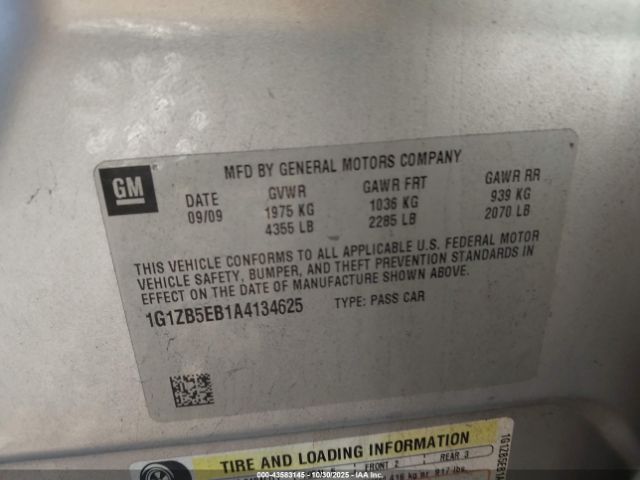 GM
MFD BY GENERAL MOTORS COMPANY
DATE GVWR GAWR FRT GAWR RR
09/09 1975 KG 1036 KG 939 KG
4355 LB 2285 LB 2070 LB
THIS VEHICLE CONFORMS TO ALL APPLICABLE U.S. FEDERAL MOTOR
VEHICLE SAFETY, BUMPER, AND THEFT PREVENTION STANDARDS IN
EFFECT ON THE DATE OF MANUFACTURE SHOWN ABOVE.
1G1ZB5EB1A4134625 TYPE: PASS CAR
TIRE AND LOADING INFORMATION
FRONT 2 REAR 3
817 lbs.
1G1ZB5EB1A
000-43583145 - 10/30/2025 - IAA Inc.